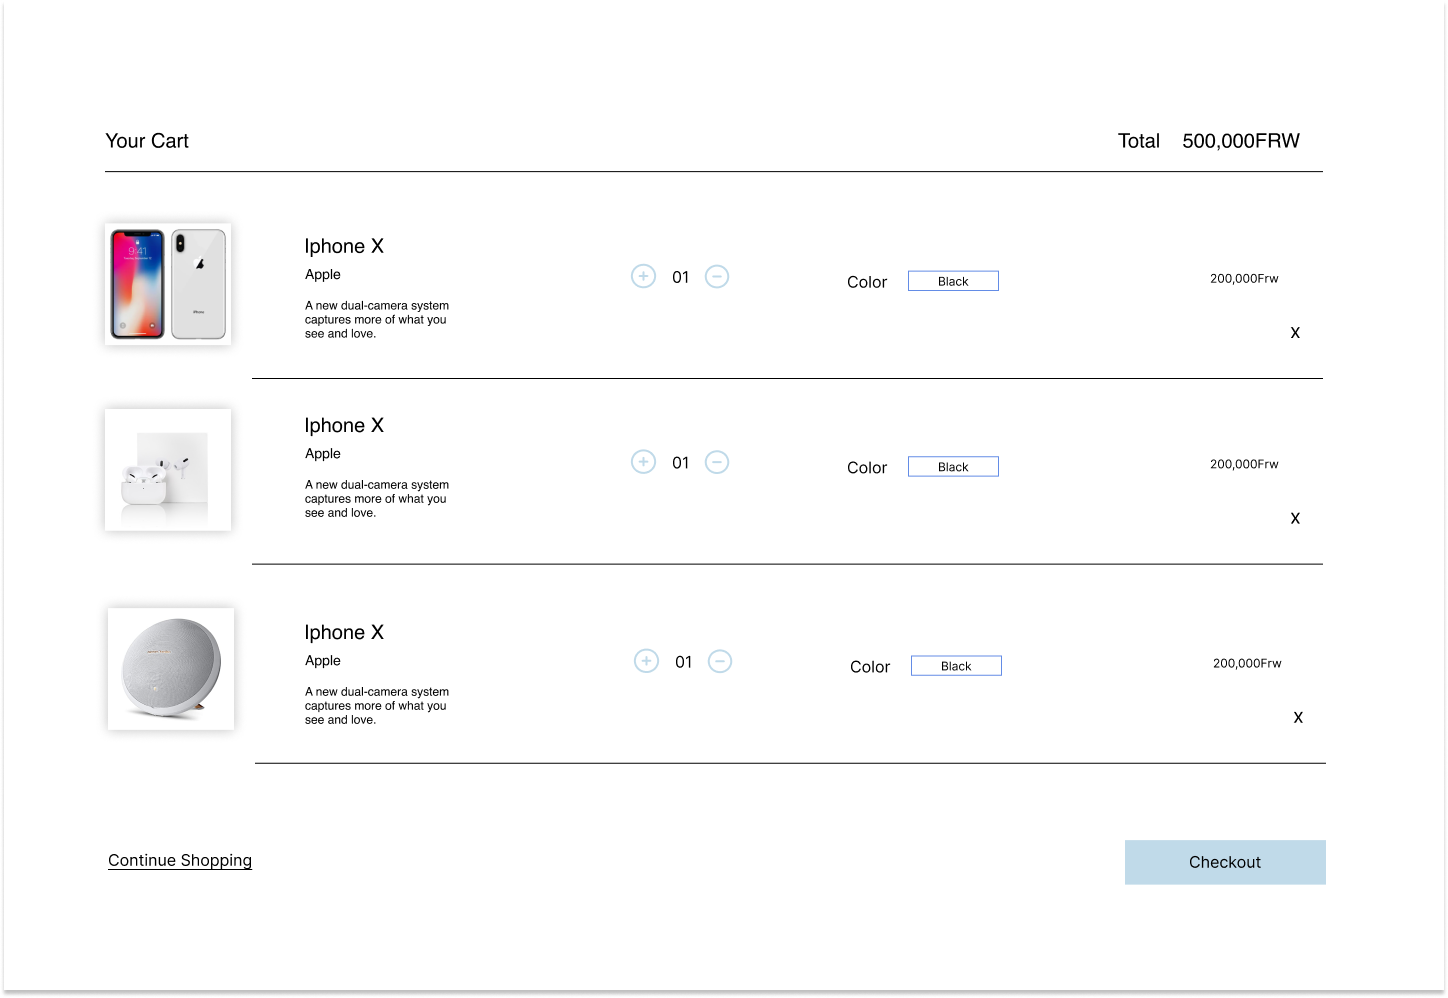 Your Cart
Total 500,000FRW
9:41
Iphone X
Apple
A new dual-camera system
captures more of what you
see and love.
01
Color Black
200,000Frw
X
iPhone
Iphone X
Apple
A new dual-camera system
captures more of what you
see and love.
01
Color Black
200,000Frw
X
Iphone X
Apple
A new dual-camera system
captures more of what you
see and love.
01
Color Black
200,000Frw
X
Continue Shopping
Checkout